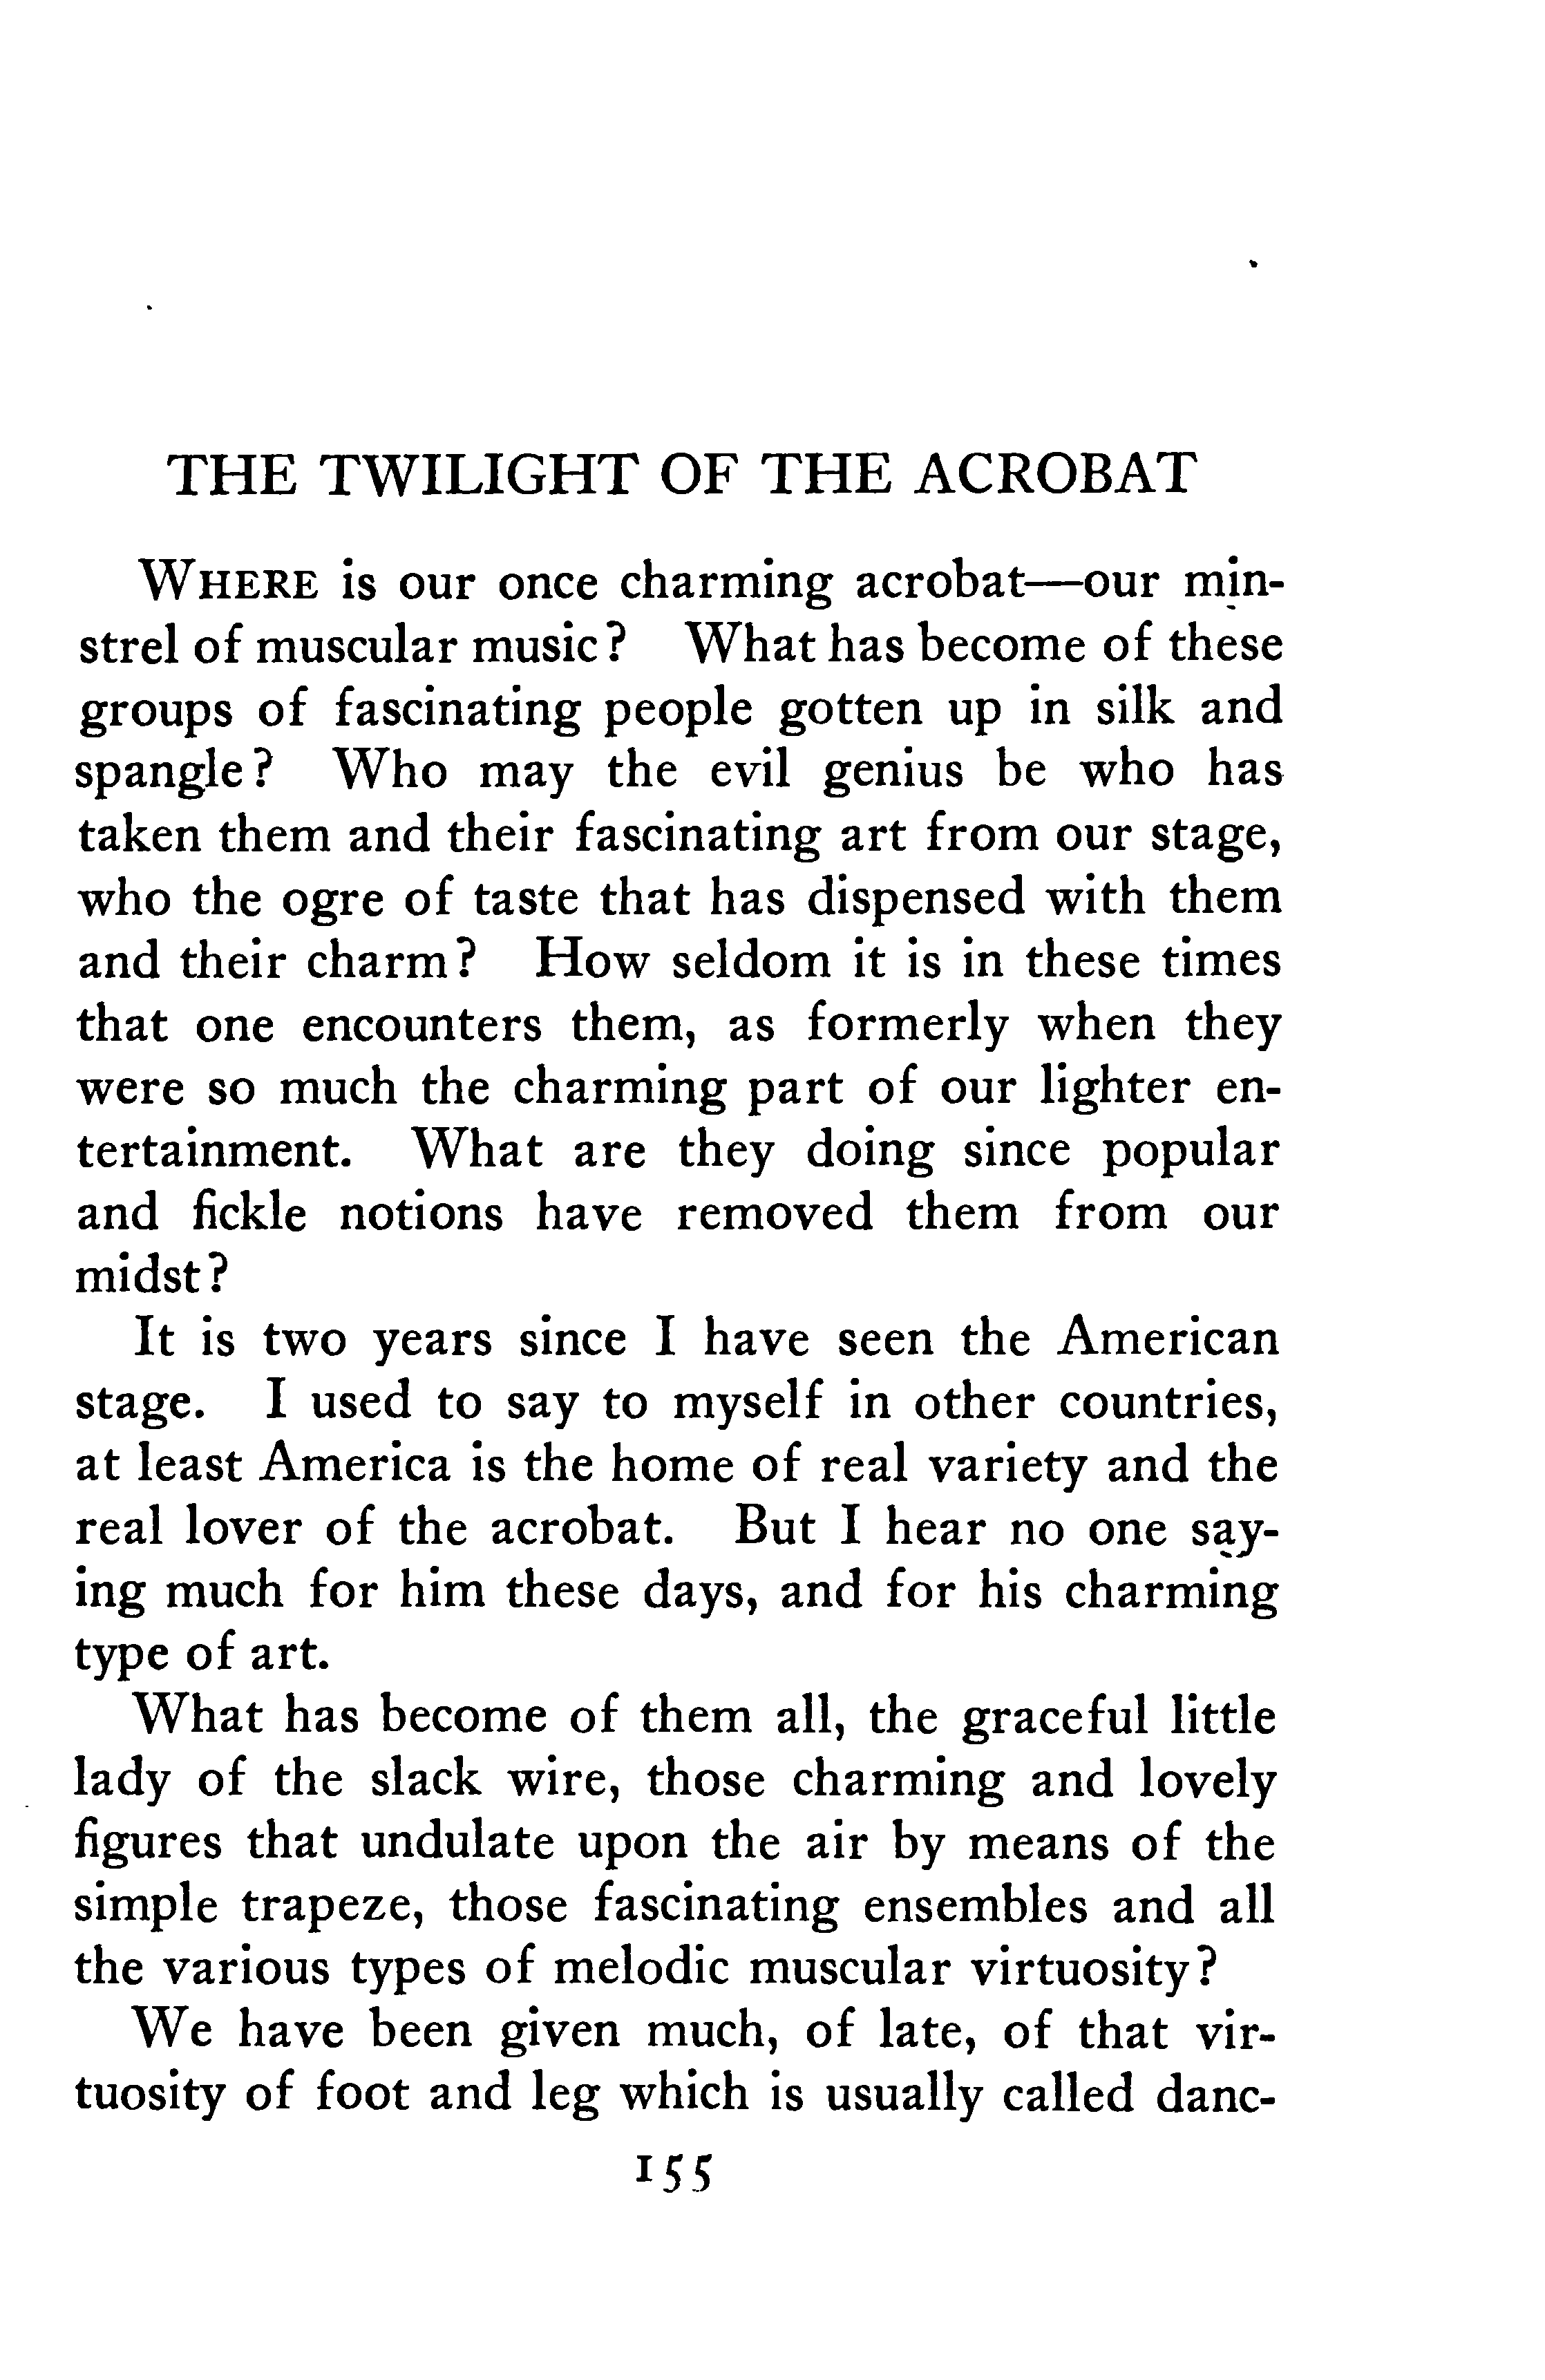 THE TWILIGHT OF THE ACROBAT
WHERE is our once charming acrobat—our min-
strel of muscular music? What has become of these
groups of fascinating people gotten up in silk and
spangle? Who may the evil genius be who has
taken them and their fascinating art from our stage,
who the ogre of taste that has dispensed with them
and their charm? How seldom it is in these times
that one encounters them, as formerly when they
were so much the charming part of our lighter en-
tertainment. What are they doing since popular
and fickle notions have removed them from our
midst?
It is two years since I have seen the American
stage. I used to say to myself in other countries,
at least America is the home of real variety and the
real lover of the acrobat. But I hear no one say-
ing much for him these days, and for his charming
type of art.
What has become of them all, the graceful little
lady of the slack wire, those charming and lovely
figures that undulate upon the air by means of the
simple trapeze, those fascinating ensembles and all
the various types of melodic muscular virtuosity?
We have been given much, of late, of that vir-
tuosity of foot and leg which is usually called danc-
155